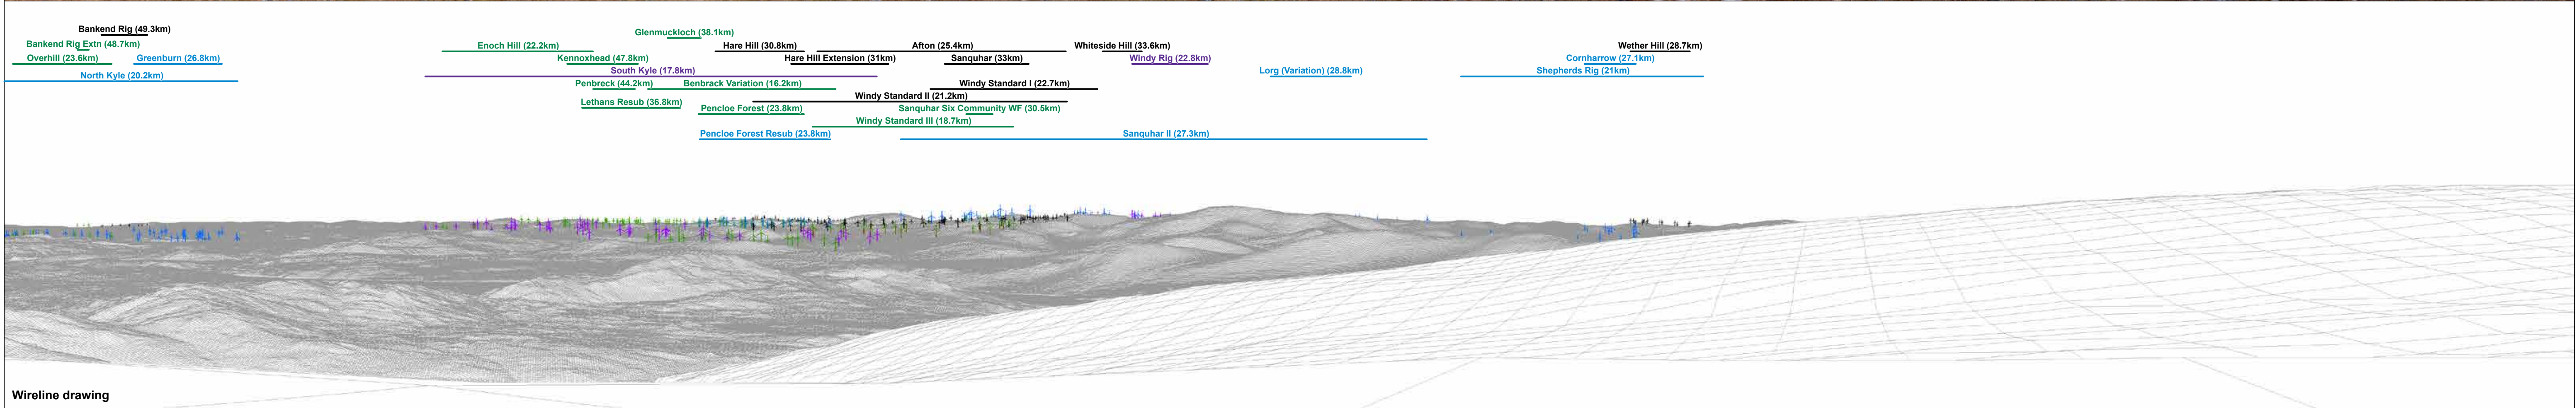 Bankend Rig (49.3km)
Glenmuckloch (38.1km)
Bankend Rig Extn (48.7km)
Enoch Hill (22.2km)
Hare Hill (30.8km)
Afton (25.4km)
Whiteside Hill (33.6km)
Wether Hill (28.7km)
Overhill (23.6km)
Greenburn (26.8km)
Kennoxhead (47.8km)
Hare Hill Extension (31km)
Sanquhar (33km)
Windy Rig (22.8km)
Cornharrow (27.1km)
North Kyle (20.2km)
South Kyle (17.8km)
Lorg (Variation) (28.8km)
Shepherds Rig (21km)
Penbreck (44.2km)
Benbrack Variation (16.2km)
Windy Standard I (22.7km)
Windy Standard II (21.2km)
Lethans Resub (36.8km)
Pencloe Forest (23.8km)
Sanquhar Six Community WF (30.5km)
Windy Standard III (18.7km)
Pencloe Forest Resub (23.8km)
Sanquhar II (27.3km)
Wireline drawing